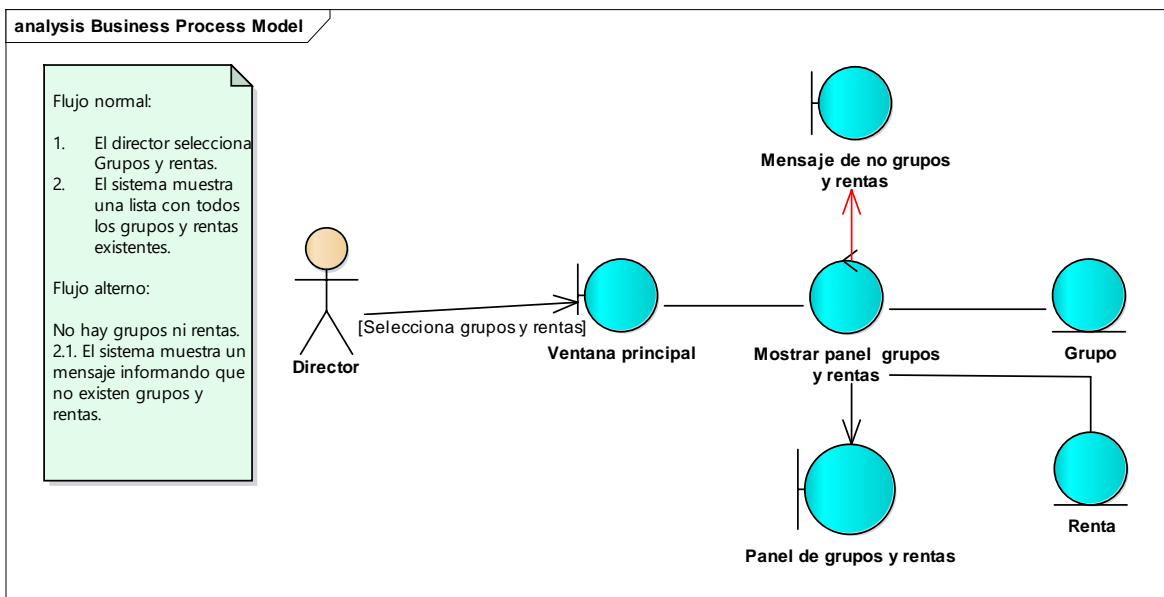 analysis Business Process Model
Flujo normal:
1. El director selecciona
Grupos y rentas.
2. El sistema muestra
una lista con todos
los grupos y rentas
existentes.
Flujo alterno:
No hay grupos ni rentas.
2.1. El sistema muestra un
mensaje informando que
no existen grupos y
rentas.
Director
[Selecciona grupos y rentas]
Ventana principal
Mensaje de no grupos
y rentas
Mostrar panel grupos
y rentas
Grupo
Panel de grupos y rentas
Renta